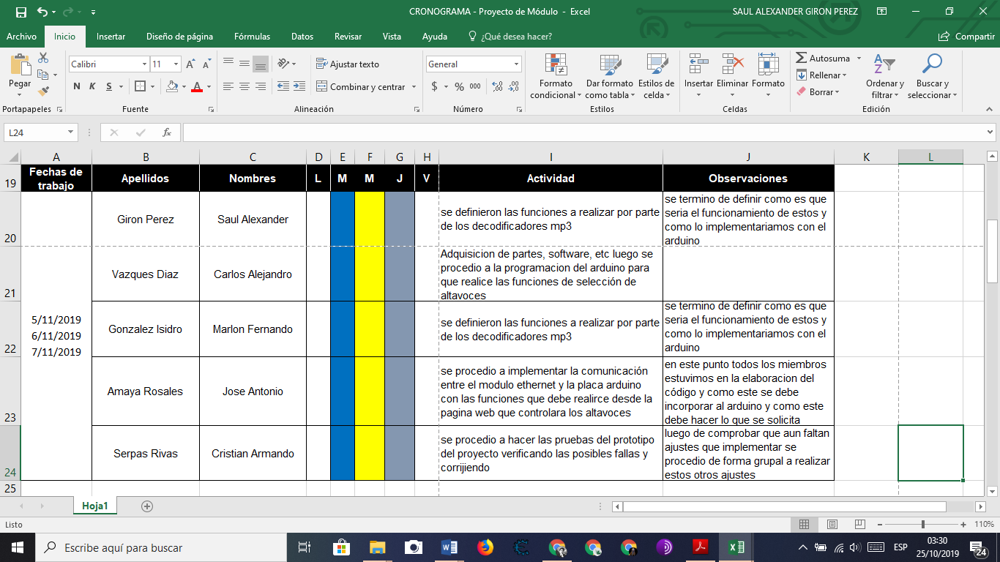 CRONOGRAMA - Proyecto de Módulo - Excel
SAUL ALEXANDER GIRON PEREZ
Archivo Inicio Insertar Diseño de página Fórmulas Datos Revisar Vista Ayuda ¿Qué desea hacer? Compartir
Pegar
Portapapeles
Calibri 11
N K S
Fuente
Ajustar texto
Combinar y centrar
Alineación
General
$ % 000
Número
Formato condicional
Dar formato como tabla
Estilos de celda
Estilos
Insertar Eliminar Formato
Celdas
Autosuma
Rellenar
Borrar
Ordenar y filtrar
Buscar y seleccionar
Edición
L24
fx
A B C D E F G H I J K L
19
Fechas de trabajo
Apellidos
Nombres
L M M J V
Actividad
Observaciones
5/11/2019
6/11/2019
7/11/2019
20
Giron Perez
Saul Alexander
se definieron las funciones a realizar por parte
de los decodificadores mp3
se termino de definir como es que
seria el funcionamiento de estos y
como lo implementariamos con el
arduino
21
Vazques Diaz
Carlos Alejandro
Adquisicion de partes, software, etc luego se
procedio a la programacion del arduino para
que realice las funciones de selección de
altavoces
22
Gonzalez Isidro
Marlon Fernando
se definieron las funciones a realizar por parte
de los decodificadores mp3
se termino de definir como es que
seria el funcionamiento de estos y
como lo implementariamos con el
arduino
23
Amaya Rosales
Jose Antonio
se procedio a implementar la comunicación
entre el modulo ethernet y la placa arduino
con las funciones que debe realirce desde la
pagina web que controlara los altavoces
en este punto todos los miembros
estuvimos en la elaboracion del
código y como este se debe
incorporar al arduino y como este
debe hacer lo que se solicita
24
Serpas Rivas
Cristian Armando
se procedio a hacer las pruebas del prototipo
del proyecto verificando las posibles fallas y
corrijiendo
luego de comprobar que aun faltan
ajustes que implementar se
procedio de forma grupal a realizar
estos otros ajustes
25
Hoja1
Listo
110%
Escribe aquí para buscar
ESP
03:30
25/10/2019
24